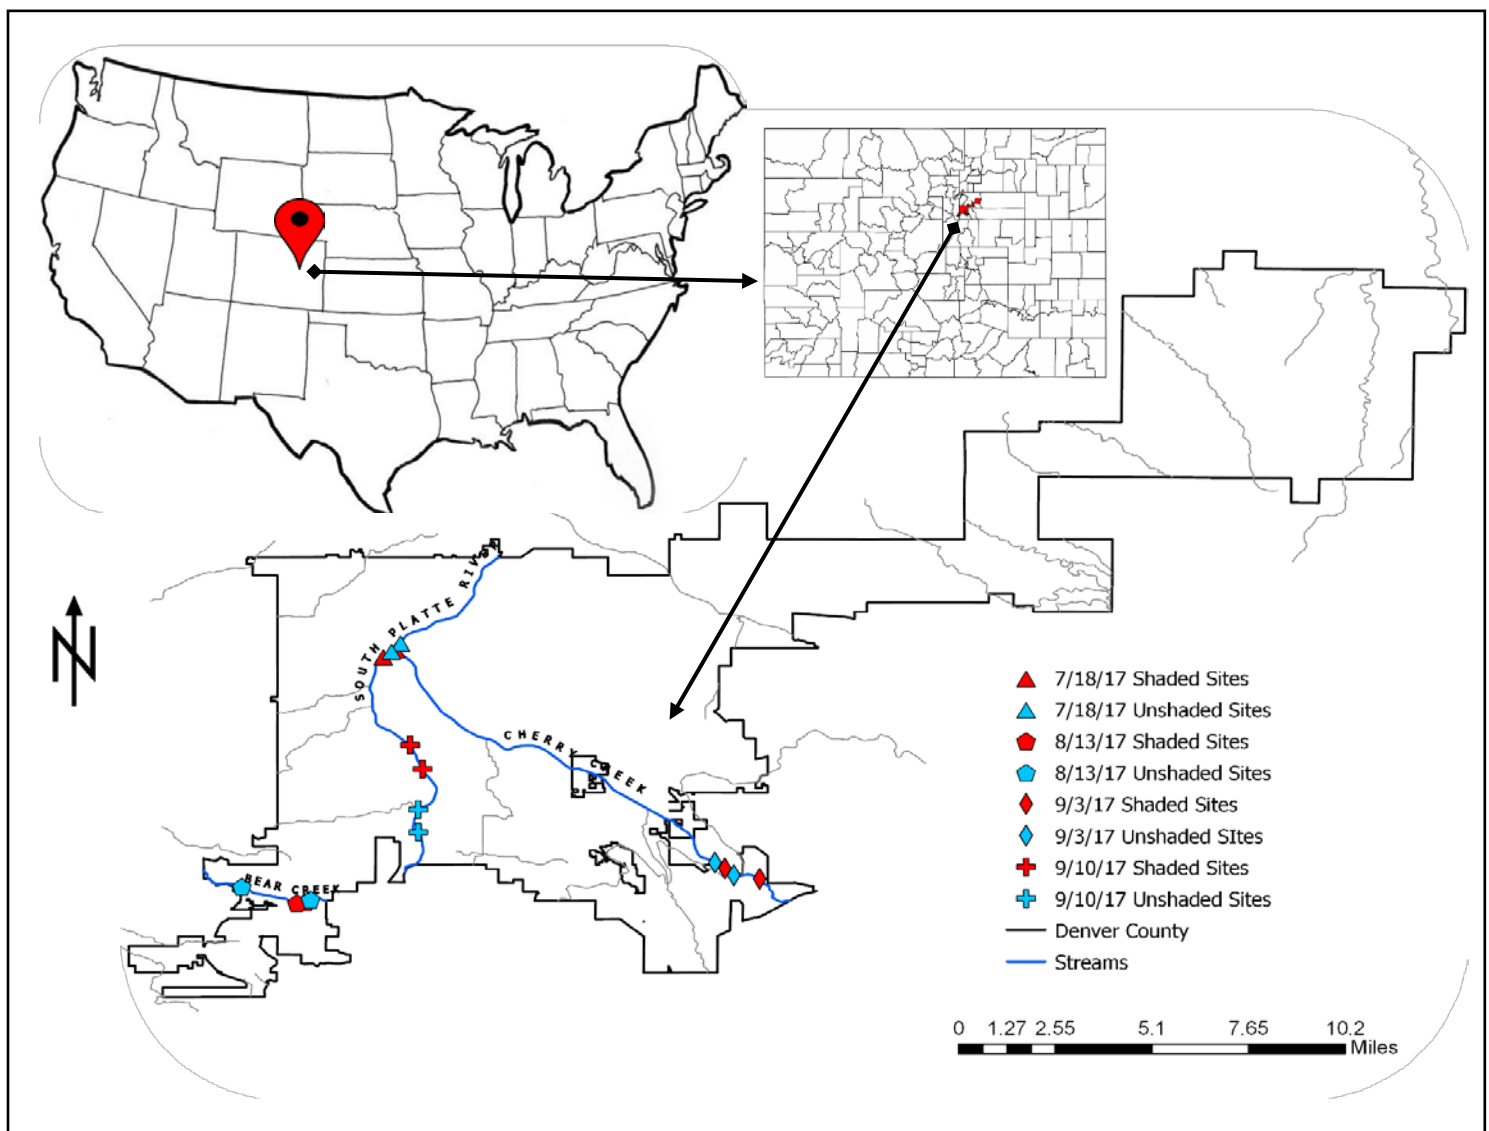 SOUTH PLATTE RIVER
CHERRY CREEK
BEAR CREEK
N
7/18/17 Shaded Sites
7/18/17 Unshaded Sites
8/13/17 Shaded Sites
8/13/17 Unshaded Sites
9/3/17 Shaded Sites
9/3/17 Unshaded SItes
9/10/17 Shaded Sites
9/10/17 Unshaded Sites
Denver County
Streams
0 1.27 2.55 5.1 7.65 10.2
Miles